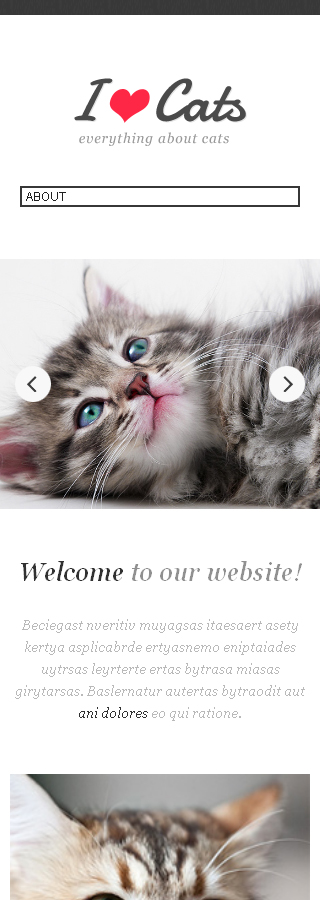 I ❤ Cats
everything about cats
ABOUT
Welcome to our website!
Beciegast nveritiv muyagsas itaesaert asety
kertya asplicabrde ertyasnemo eniptaiades
uytrsas leyrterte ertas bytrasa miasas
girytarsas. Baslernatur autertas bytraodit aut
ani dolores eo qui ratione.